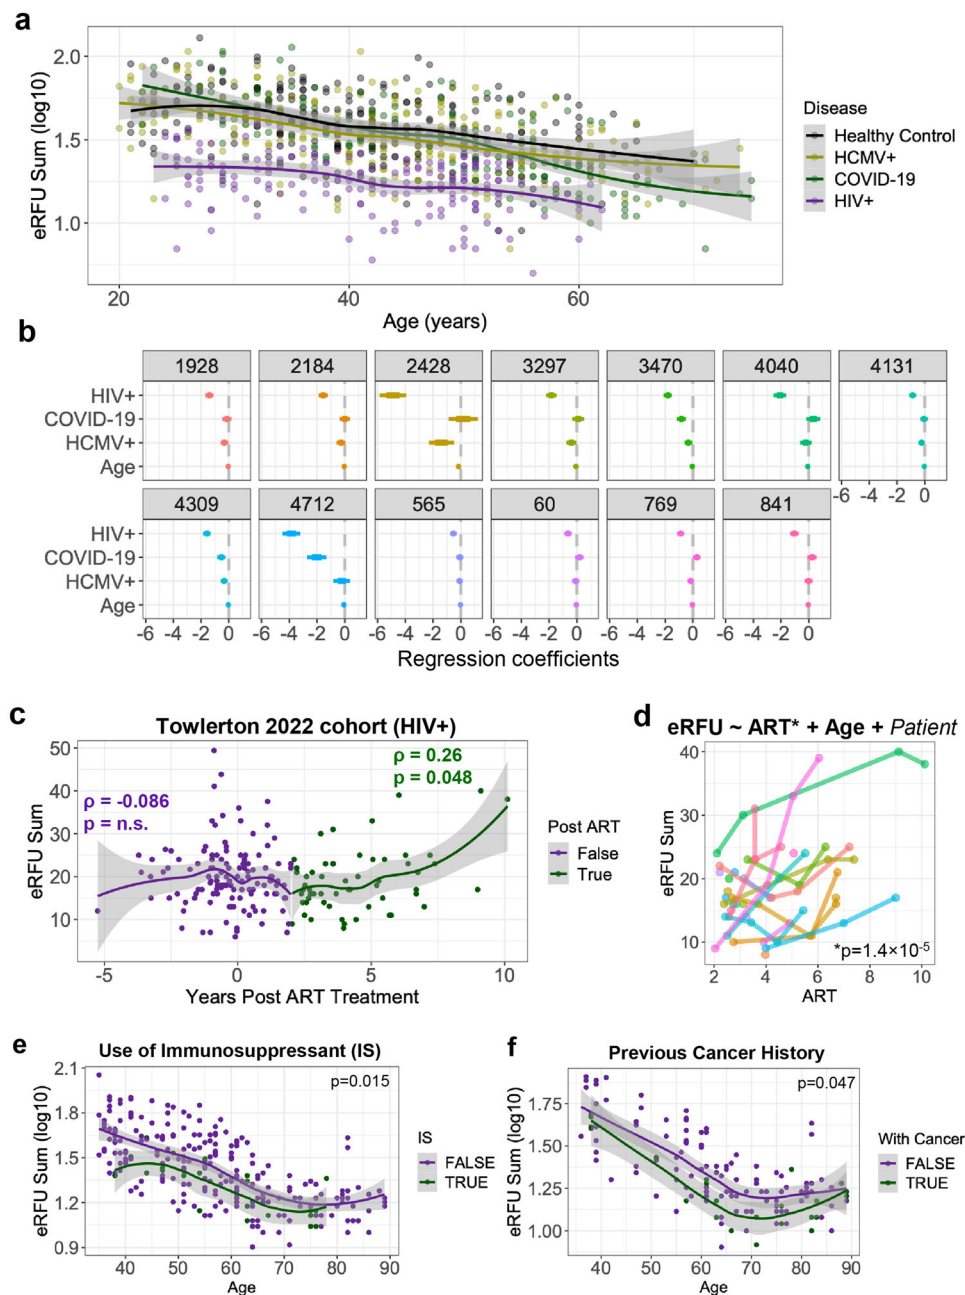 a
eRFU Sum (log10)
2.0
1.5
1.0
20 40 60
Age (years)
Disease
Healthy Control
HCMV+
COVID-19
HIV+
b
1928 2184 2428 3297 3470 4040 4131
HIV+
COVID-19
HCMV+
Age
-6 -4 -2 0
4309 4712 565 60 769 841
HIV+
COVID-19
HCMV+
Age
-6 -4 -2 0 -6 -4 -2 0 -6 -4 -2 0 -6 -4 -2 0 -6 -4 -2 0 -6 -4 -2 0
Regression coefficients
c
Towlerton 2022 cohort (HIV+)
eRFU Sum
50
40
30
20
10
ρ = -0.086
p = n.s.
ρ = 0.26
p = 0.048
-5 0 5 10
Years Post ART Treatment
Post ART
False
True
d
eRFU ~ ART* + Age + Patient
eRFU Sum
40
30
20
10
*p=1.4×10-5
2 4 6 8 10
ART
e
Use of Immunosuppressant (IS)
eRFU Sum (log10)
2.1
1.8
1.5
1.2
0.9
p=0.015
40 50 60 70 80 90
Age
IS
FALSE
TRUE
f
Previous Cancer History
eRFU Sum (log10)
1.75
1.50
1.25
1.00
p=0.047
40 50 60 70 80 90
Age
With Cancer
FALSE
TRUE